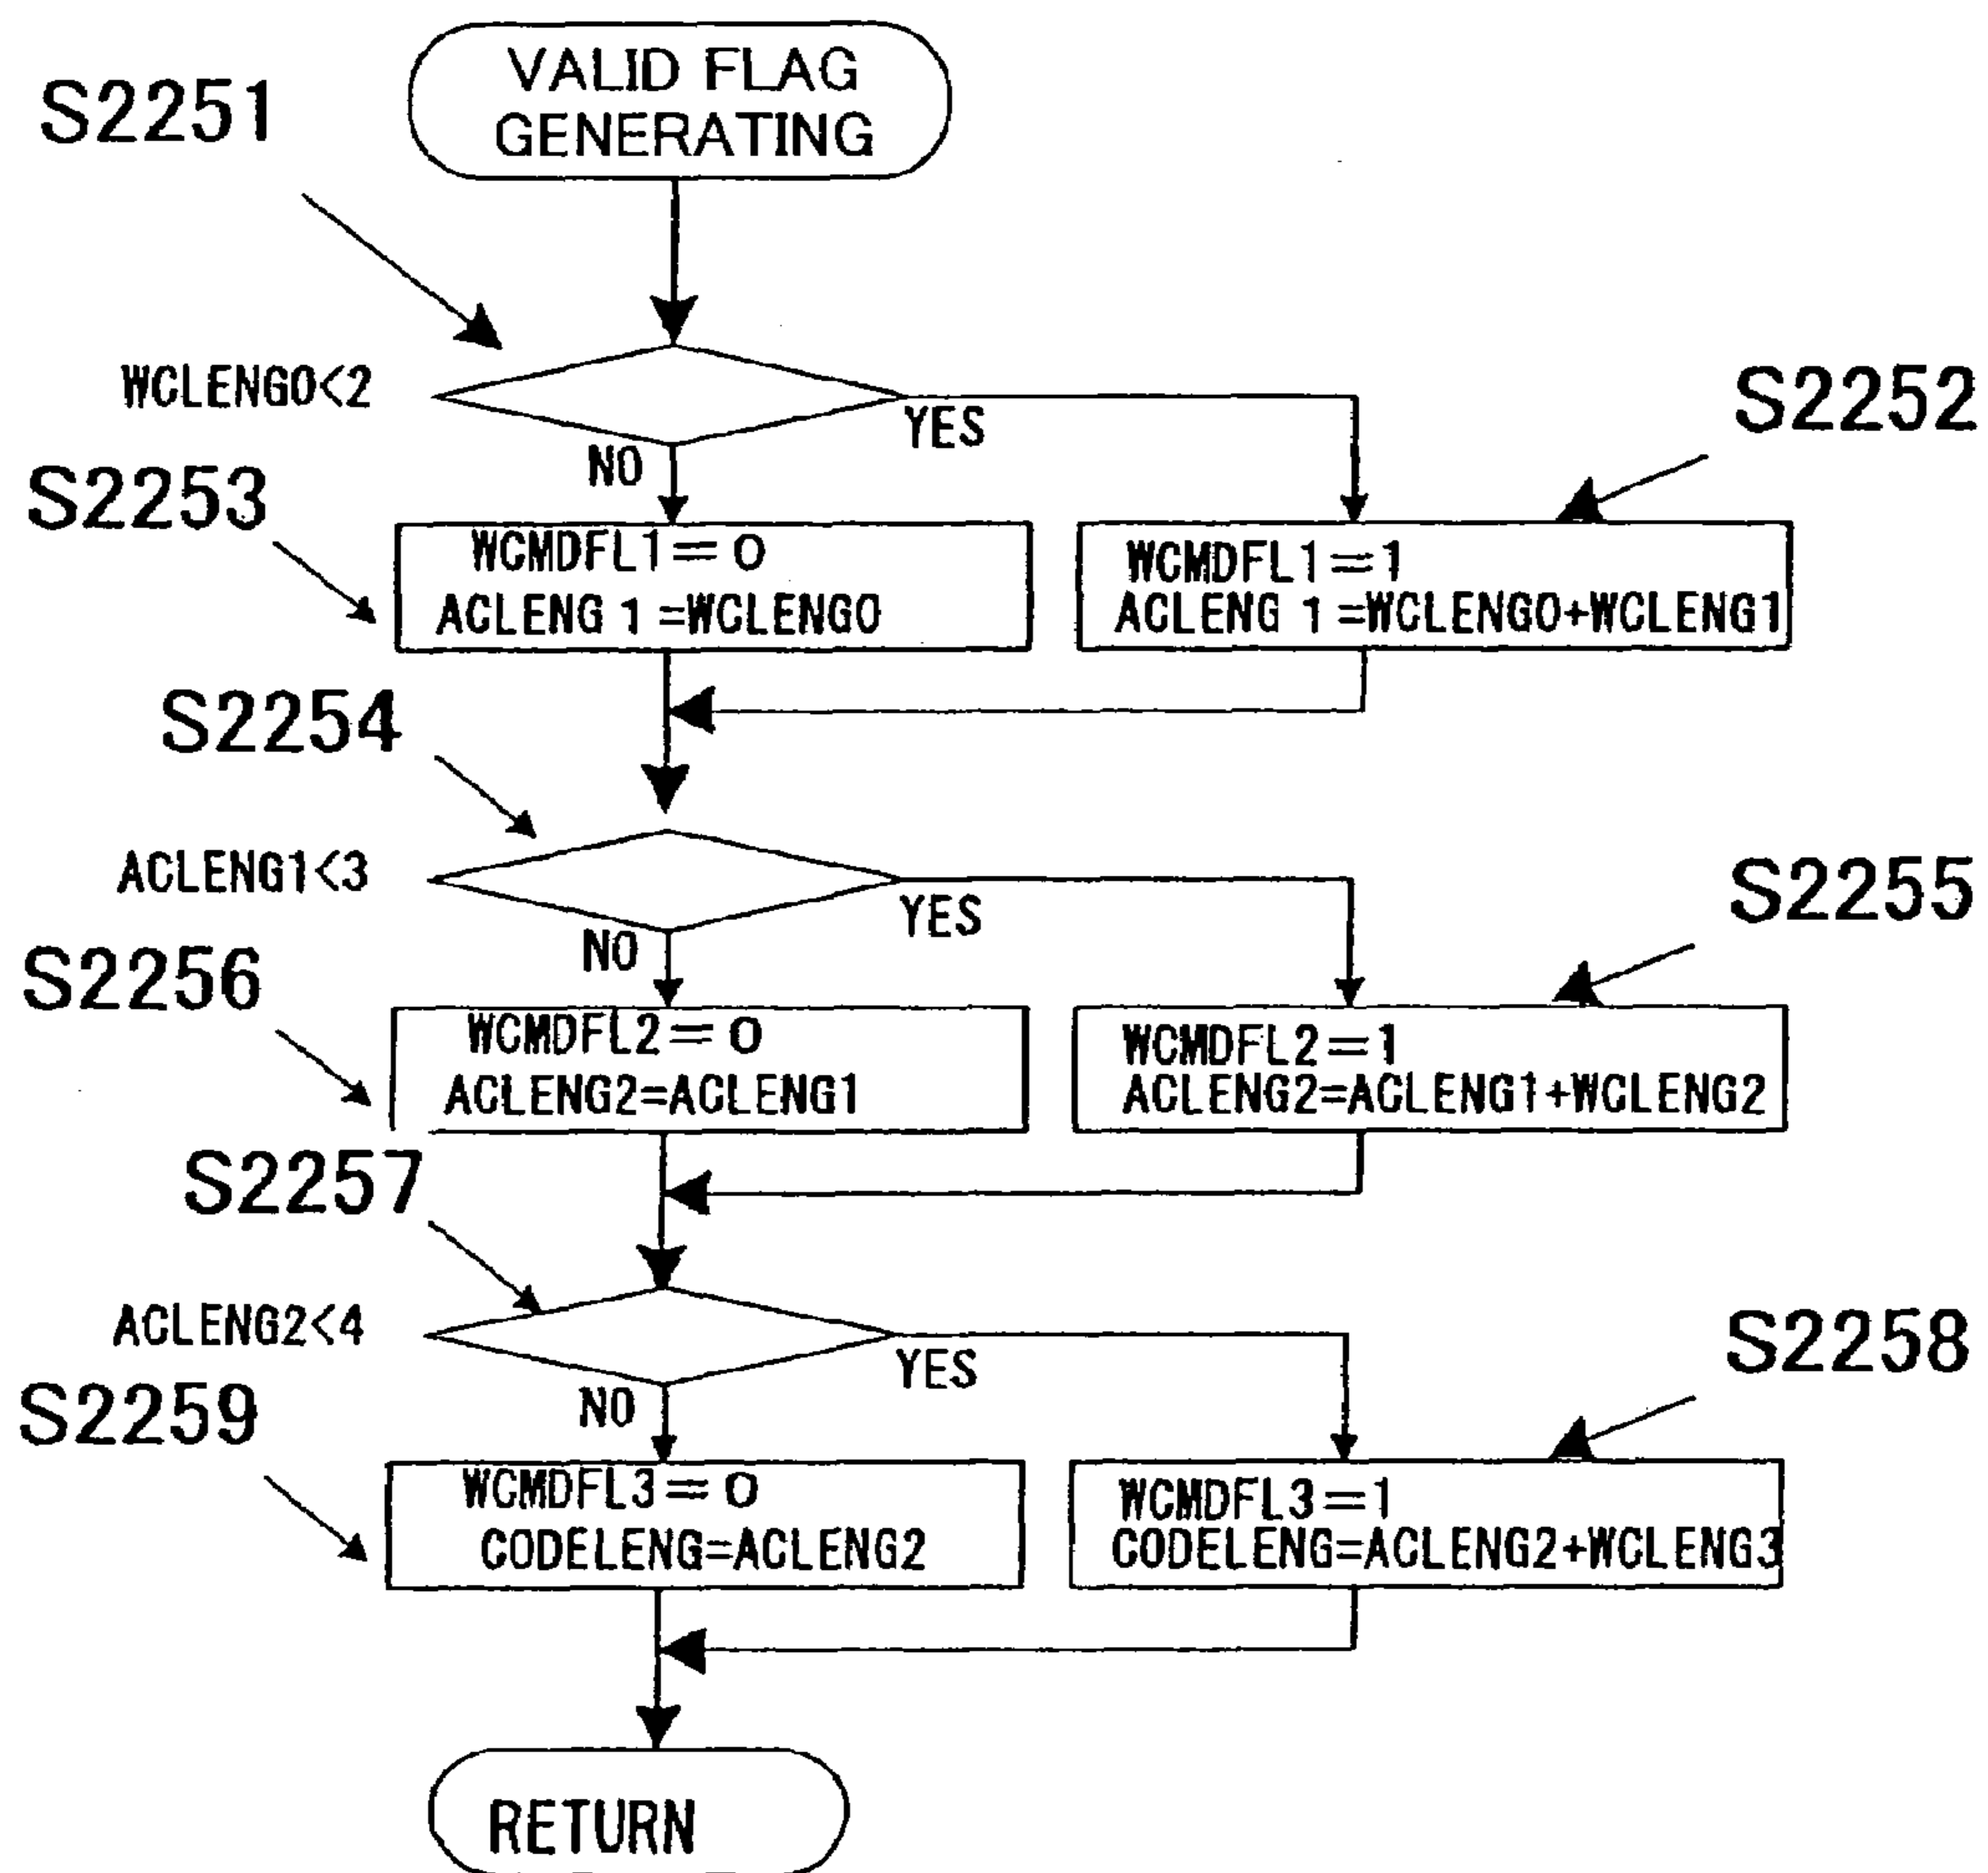 S2251
VALID FLAG
GENERATING
WCLENG0<2
YES
S2252
NO
S2253
WCMDFL1=0
ACLENG 1=WCLENG0
WCMDFL1=1
ACLENG 1=WCLENG0+WCLENG1
S2254
ACLENG1<3
YES
S2255
NO
S2256
WCMDFL2=0
ACLENG2=ACLENG1
WCMDFL2=1
ACLENG2=ACLENG1+WCLENG2
S2257
ACLENG2<4
YES
S2258
NO
S2259
WCMDFL3=0
CODELENG=ACLENG2
WCMDFL3=1
CODELENG=ACLENG2+WCLENG3
RETURN